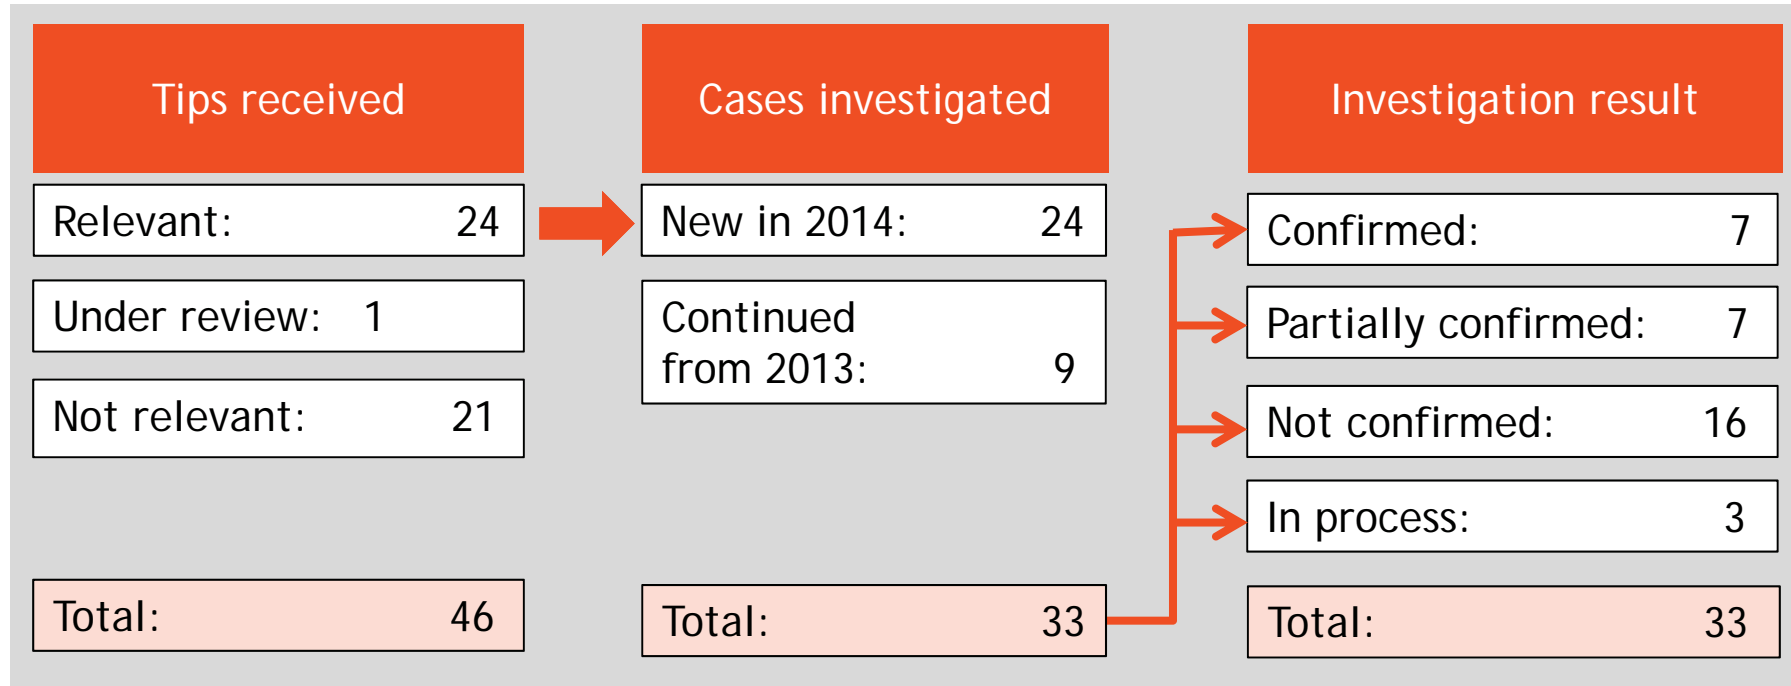 Tips received
Relevant: 24
Under review: 1
Not relevant: 21
Total: 46
Cases investigated
New in 2014: 24
Continued
from 2013: 9
Total: 33
Investigation result
Confirmed: 7
Partially confirmed: 7
Not confirmed: 16
In process: 3
Total: 33